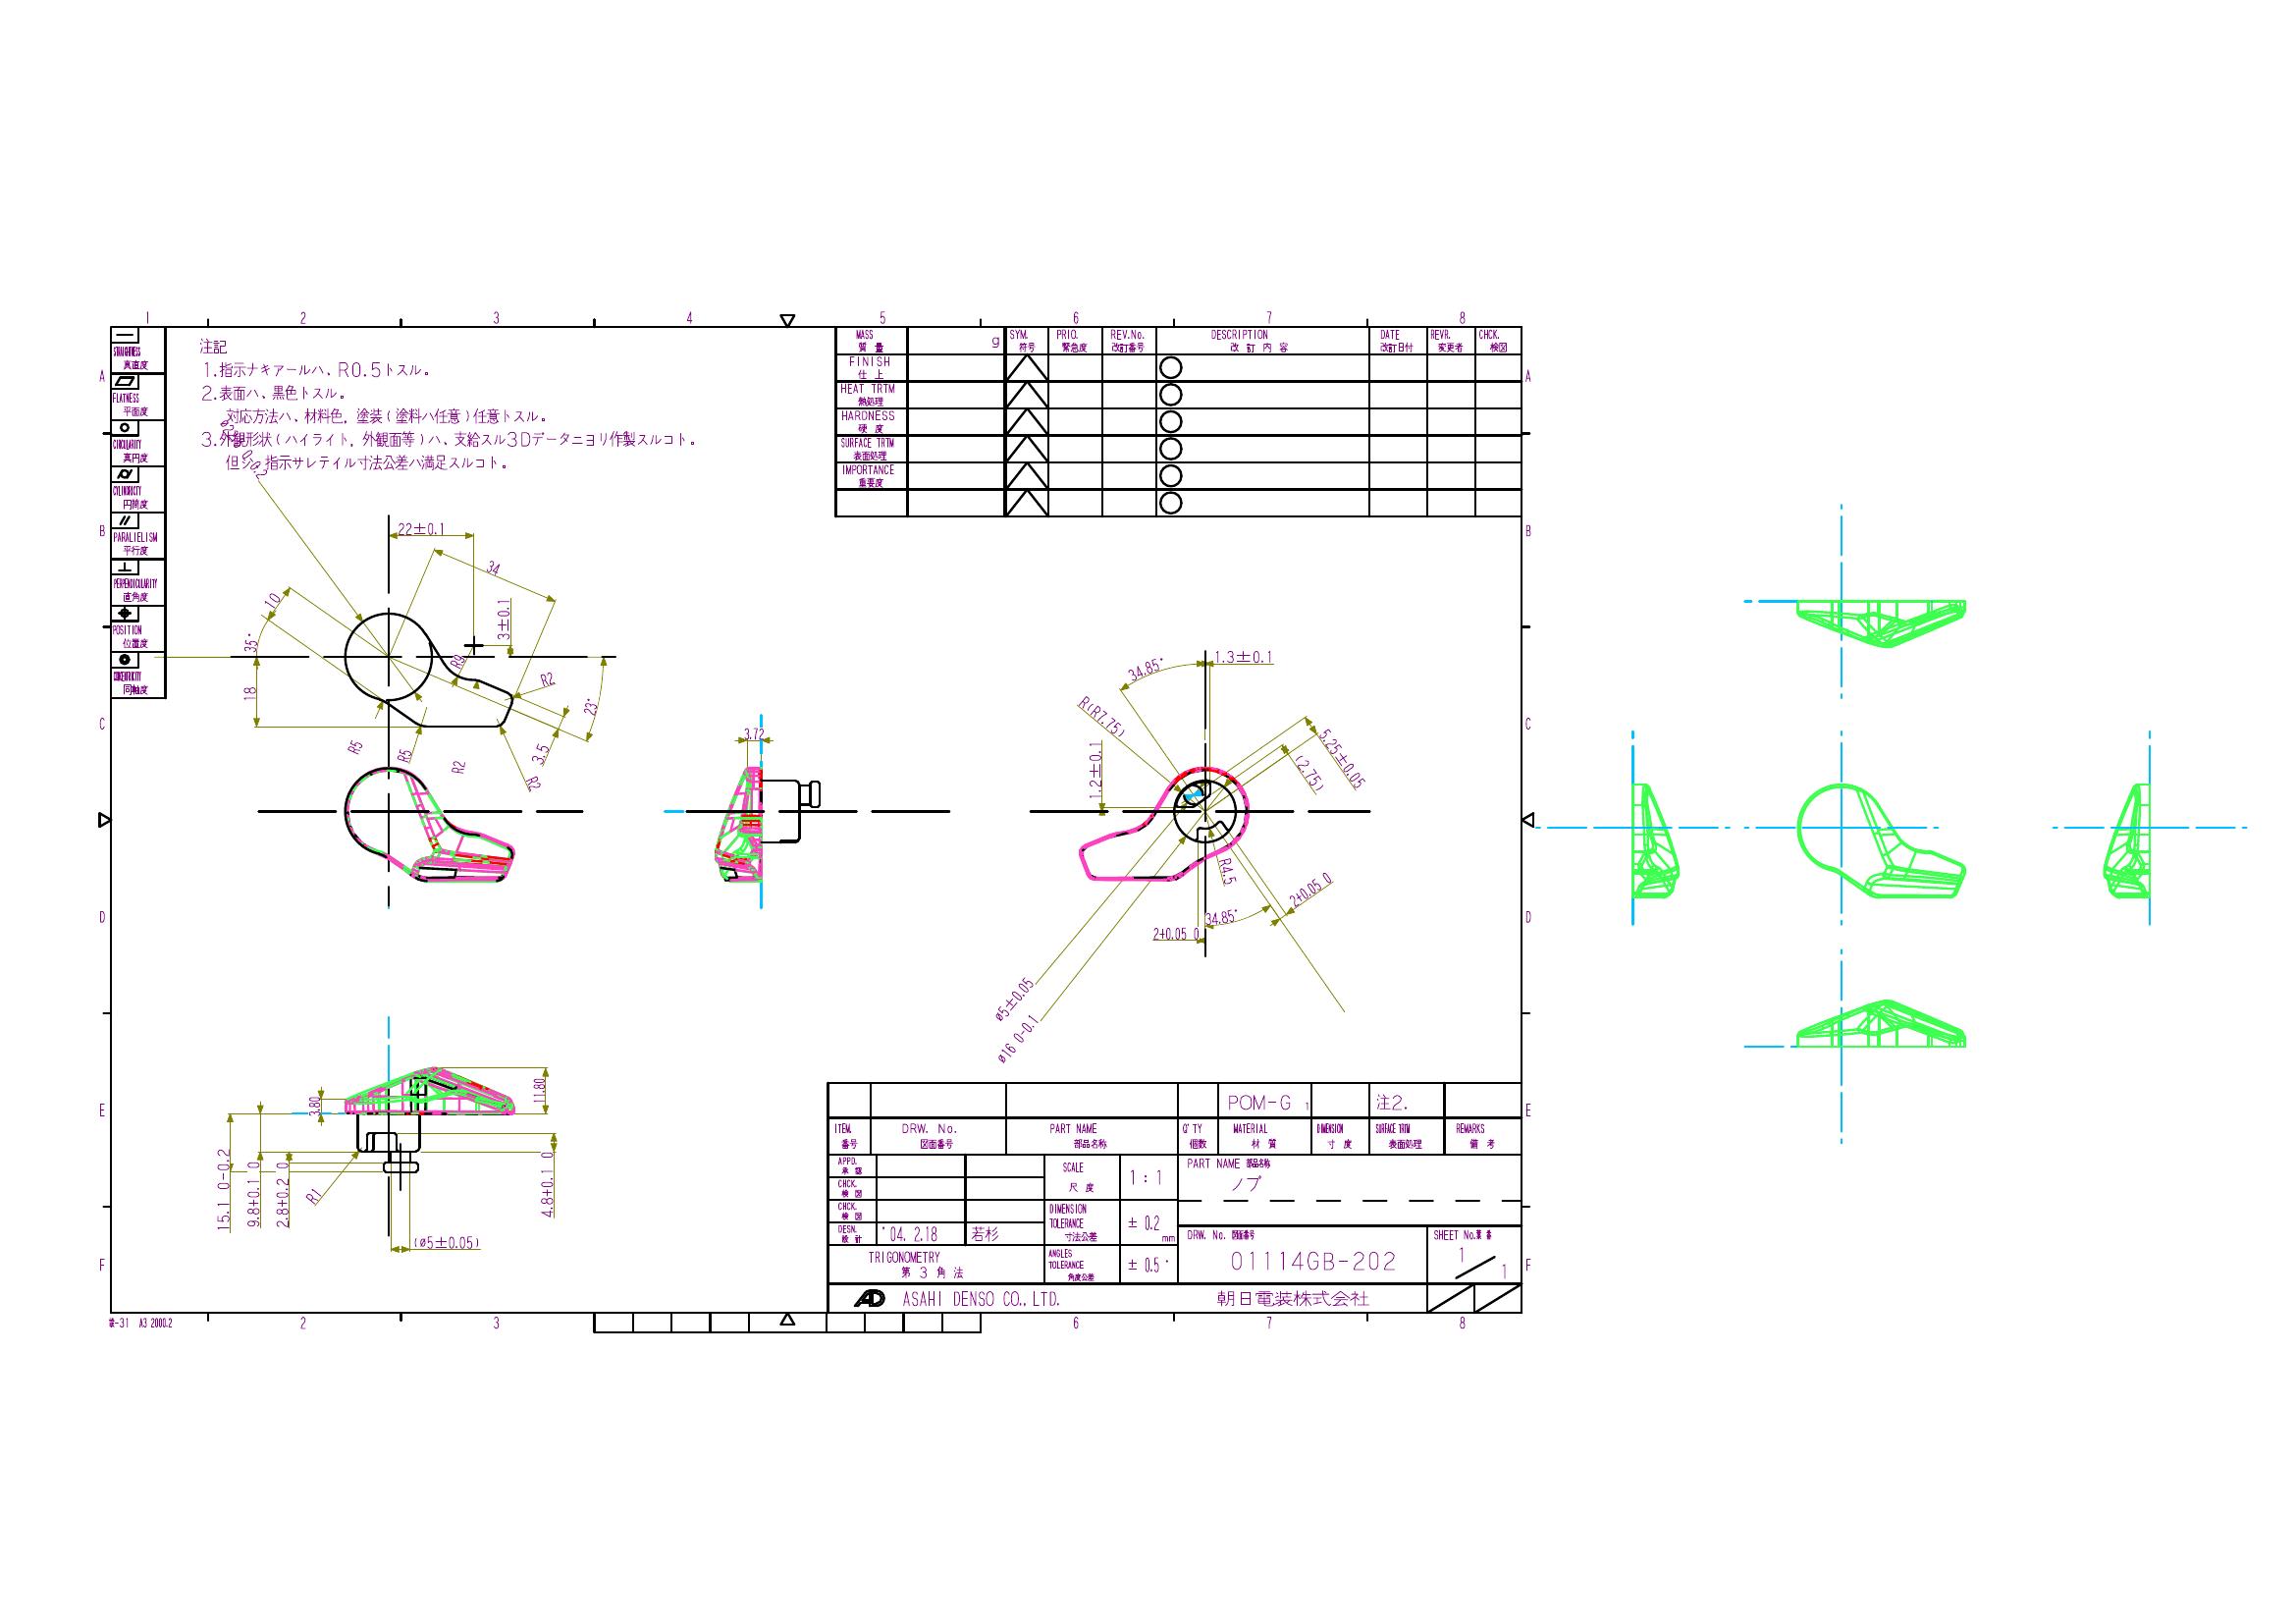 1 2 3 4 5 6 7 8
A B C D E F
STRAIGHTNESS
真直度
FLATNESS
平面度
CIRCULARITY
真円度
CYLINDRICITY
円筒度
PARALIELISM
平行度
PERPENDICULARITY
直角度
POSITION
位置度
CONCENTRICITY
同軸度
注記
1.指示ナキアールハ、R0.5トスル。
2.表面ハ、黒色トスル。
対応方法ハ、材料色，塗装(塗料ハ任意)任意トスル。
3.外観形状(ハイライト，外観面等)ハ、支給スル3Dデータニヨリ作製スルコト。
但シ、指示サレテイル寸法公差ハ満足スルコト。
MASS
質量
g
SYM.
符号
PRIO.
緊急度
REV.No.
改訂番号
DESCRIPTION
改訂内容
DATE
改訂日付
REVR.
変更者
CHCK.
検図
FINISH
仕上
HEAT TRTM
熱処理
HARDNESS
硬度
SURFACE TRTM
表面処理
IMPORTANCE
重要度
22±0.1
34
10
3±0.1
35°
18
R9
R2
23°
3.5
R5
R5
R2
R2
3.72
34.85°
1.3±0.1
R(R7.75)
1.2±0.1
5.25±0.05
(2.75)
R4.5
2+0.05 0
34.85°
2+0.05 0
ø5±0.05
ø16 0-0.1
3.80
11.80
15.1 0-0.2
9.8+0.1 0
2.8+0.2 0
R1
4.8+0.1 0
(ø5±0.05)
POM-G 1
注2.
ITEM.
番号
DRW. No.
図面番号
PART NAME
部品名称
Q'TY
個数
MATERIAL
材質
DIMENSION
寸度
SURFACE TRTM
表面処理
REMARKS
備考
APPD.
承認
CHCK.
検図
CHCK.
検図
DESN.
設計
'04. 2.18
若杉
SCALE
尺度
1:1
DIMENSION
TOLERANCE
寸法公差
± 0.2
mm
ANGLES
TOLERANCE
角度公差
± 0.5°
TRIGONOMETRY
第3角法
PART NAME 部品名称
ノブ
DRW. No. 図面番号
01114GB-202
SHEET No.葉番
1/1
AD ASAHI DENSO CO., LTD.
朝日電装株式会社
A3 2000.2
2 3 6 7 8